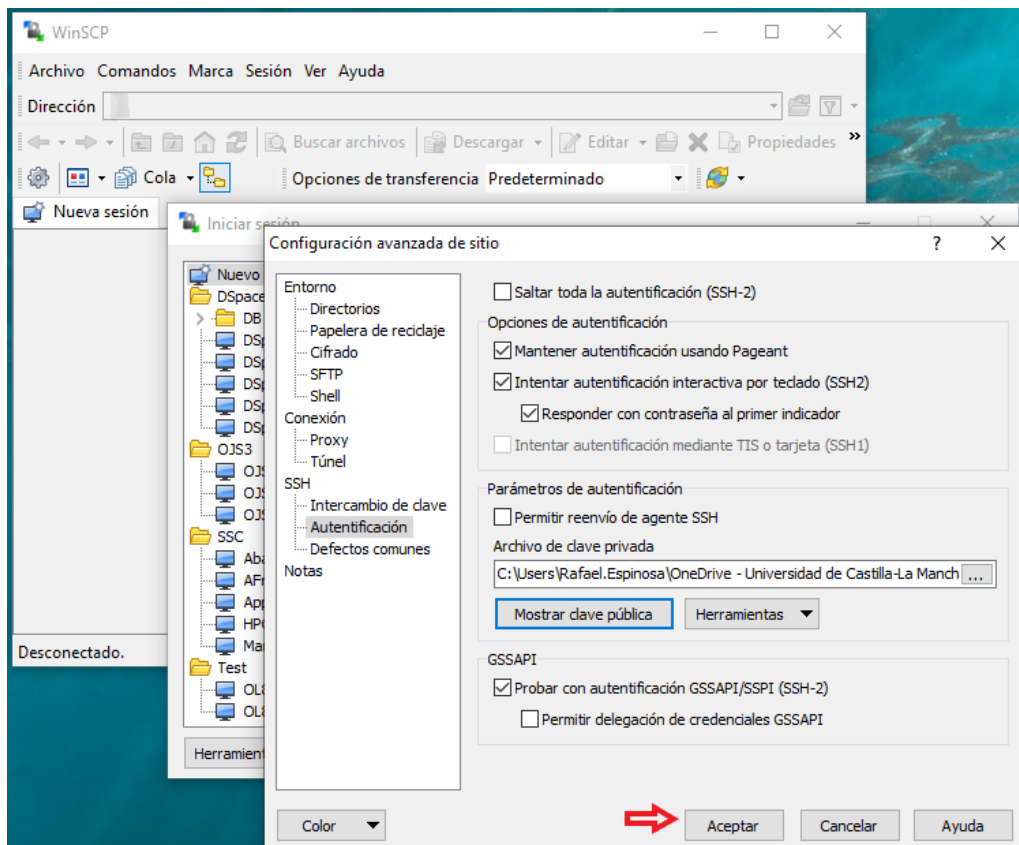 WinSCP
Archivo Comandos Marca Sesión Ver Ayuda
Dirección
Buscar archivos Descargar Editar Propiedades »
Cola Opciones de transferencia Predeterminado
Nueva sesión
Iniciar sesión
Configuración avanzada de sitio ?
Nuevo
DSpace
DB
OJS3
SSC
Test
Herramient
Desconectado.
Entorno
Directorios
Papelera de reciclaje
Cifrado
SFTP
Shell
Conexión
Proxy
Túnel
SSH
Intercambio de clave
Autentificación
Defectos comunes
Notas
Saltar toda la autentificación (SSH-2)
Opciones de autentificación
Mantener autentificación usando Pageant
Intentar autentificación interactiva por teclado (SSH2)
Responder con contraseña al primer indicador
Intentar autentificación mediante TIS o tarjeta (SSH1)
Parámetros de autentificación
Permitir reenvío de agente SSH
Archivo de clave privada
C:\Users\Rafael.Espinosa\OneDrive - Universidad de Castilla-La Manch ...
Mostrar clave pública Herramientas
GSSAPI
Probar con autentificación GSSAPI/SSPI (SSH-2)
Permitir delegación de credenciales GSSAPI
Color Aceptar Cancelar Ayuda